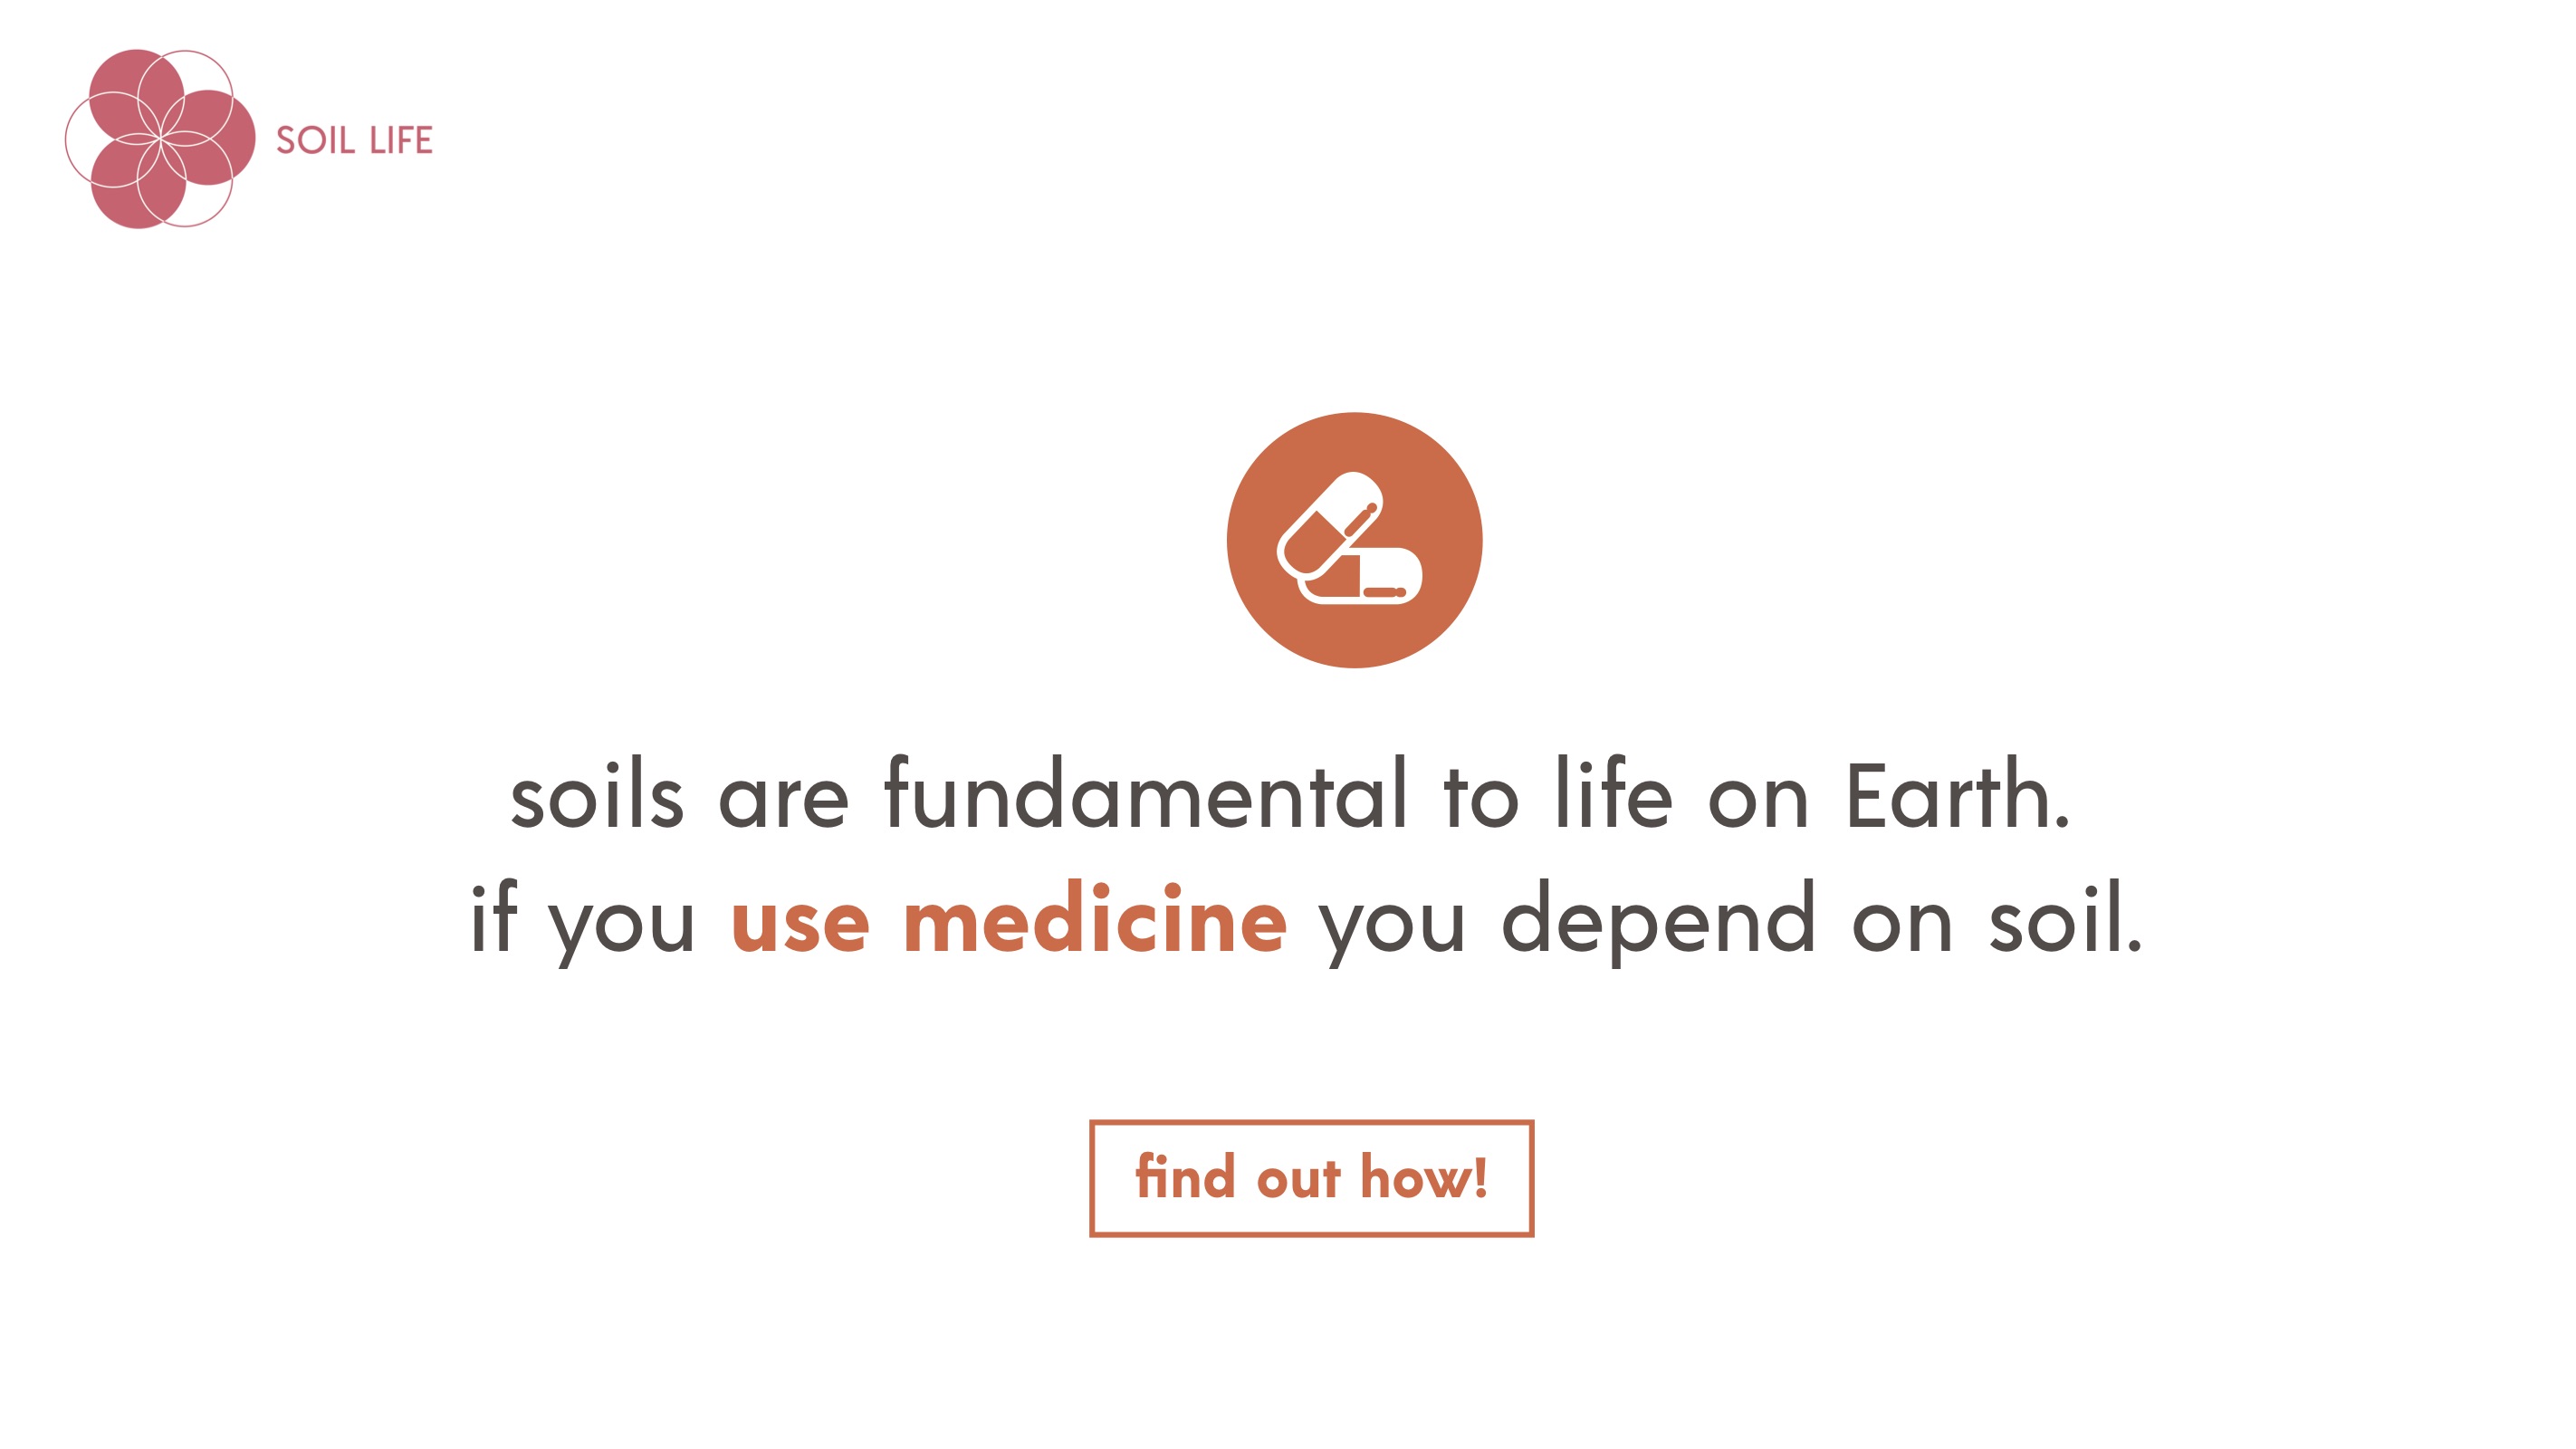 SOIL LIFE
soils are fundamental to life on Earth.
if you use medicine you depend on soil.
find out how!